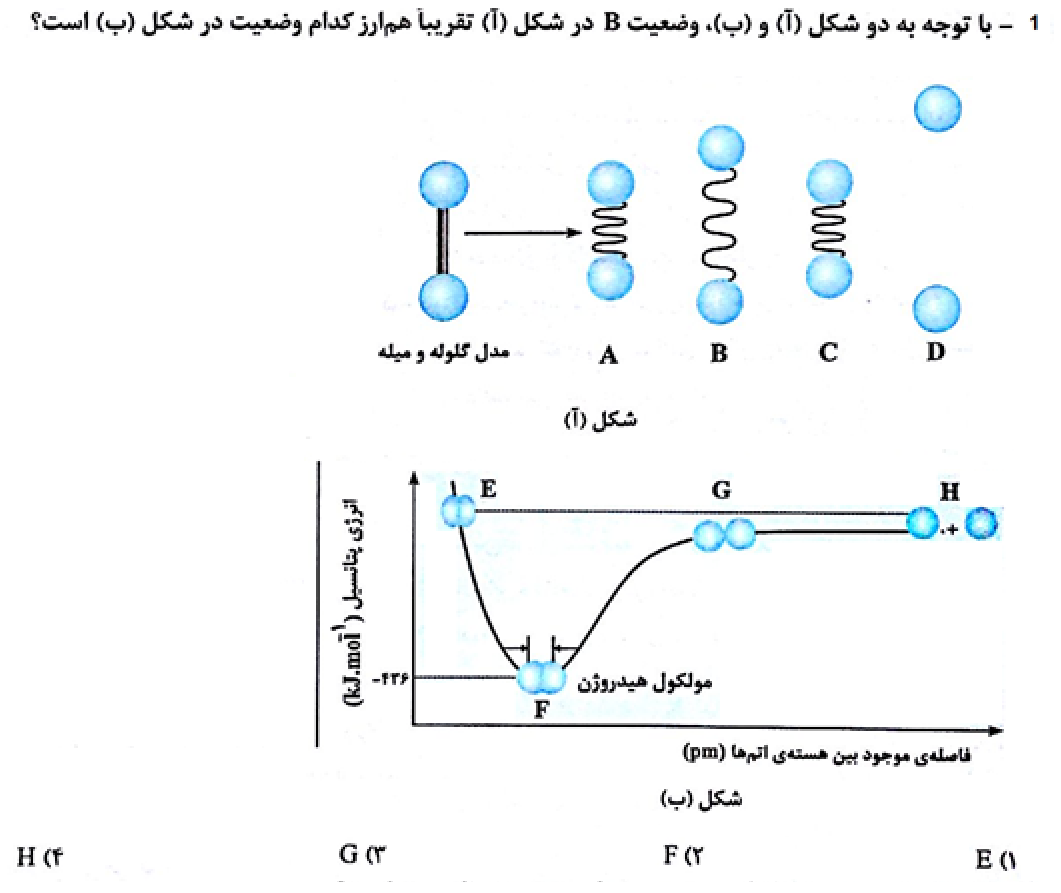 1 - با توجه به دو شکل (آ) و (ب)، وضعیت B در شکل (آ) تقریباً هم‌ارز کدام وضعیت در شکل (ب) است؟
مدل گلوله و میله
A
B
C
D
شکل (آ)
انرژی پتانسیل (kJ.mol⁻¹)
E
G
H
.+
-۴۳۶
مولکول هیدروژن
F
فاصله‌ی موجود بین هسته‌ی اتم‌ها (pm)
شکل (ب)
۱) E ۲) F ۳) G ۴) H